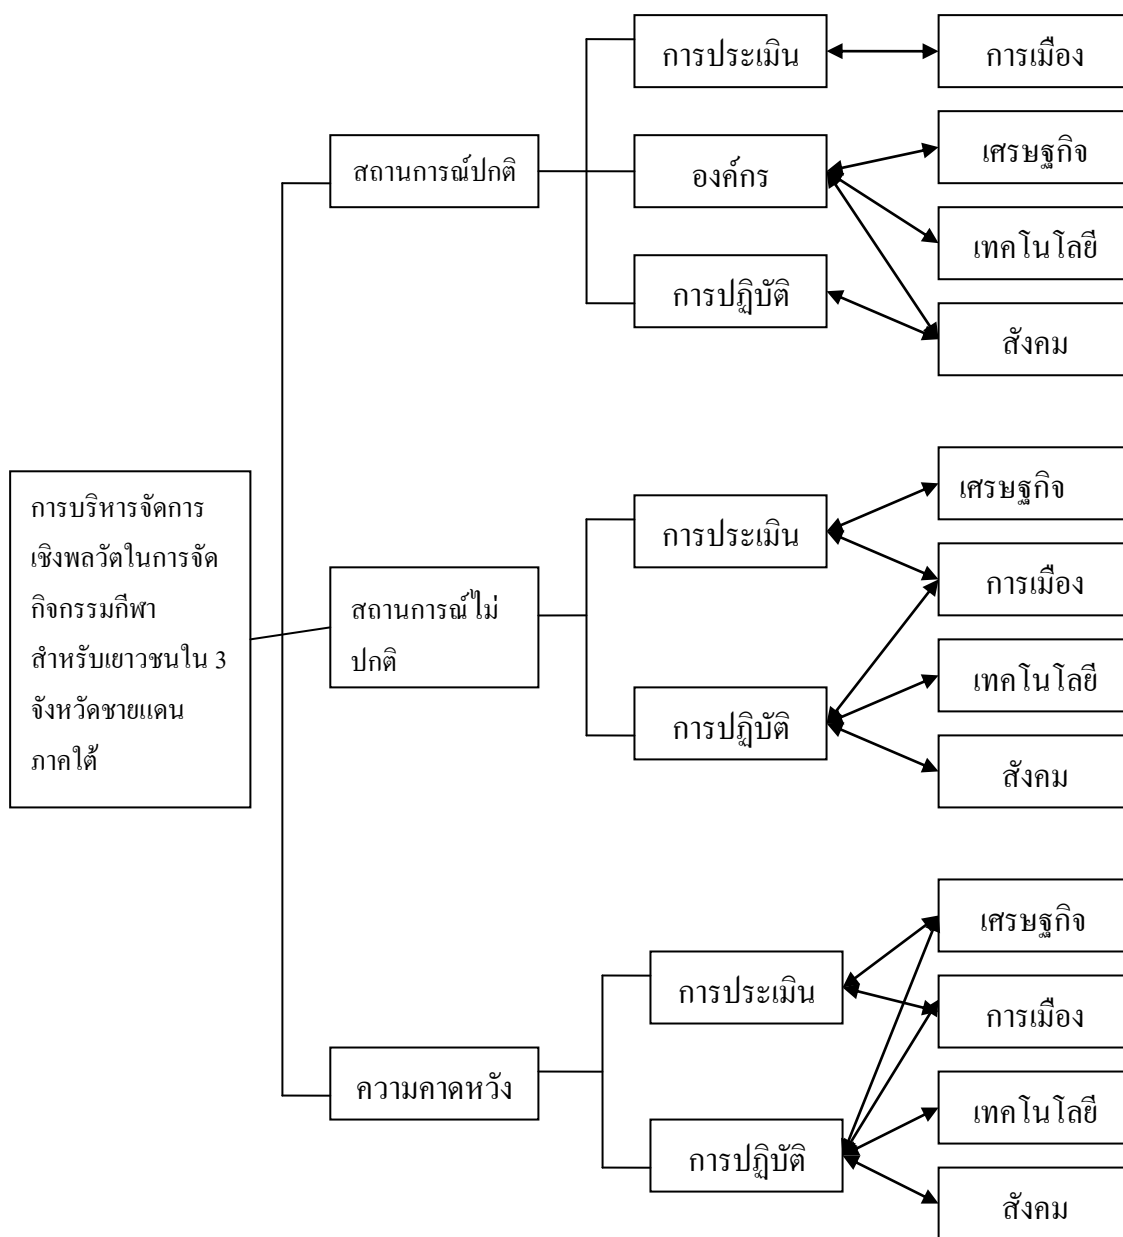 การบริหารจัดการ
เชิงพลวัตในการจัด
กิจกรรมกีฬา
สำหรับเยาวชนใน 3
จังหวัดชายแดน
ภาคใต้
สถานการณ์ปกติ
การประเมิน
องค์กร
การปฏิบัติ
การเมือง
เศรษฐกิจ
เทคโนโลยี
สังคม
สถานการณ์ไม่
ปกติ
การประเมิน
การปฏิบัติ
เศรษฐกิจ
การเมือง
เทคโนโลยี
สังคม
ความคาดหวัง
การประเมิน
การปฏิบัติ
เศรษฐกิจ
การเมือง
เทคโนโลยี
สังคม